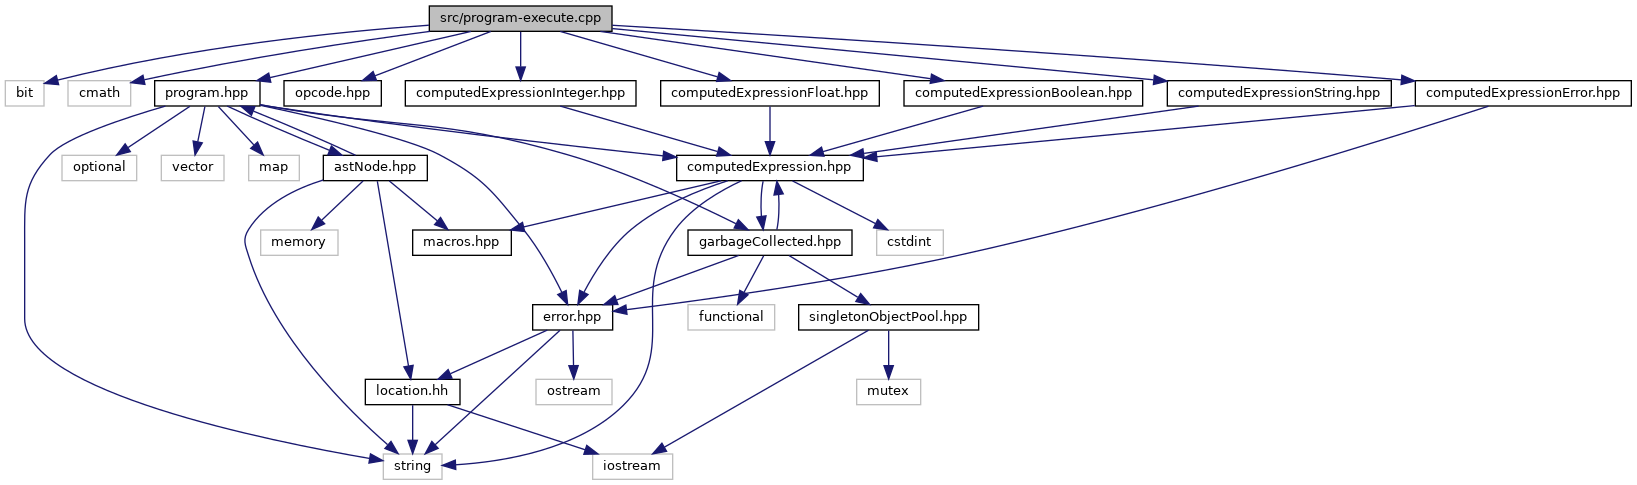 src/program-execute.cpp
bit
cmath
program.hpp
opcode.hpp
computedExpressionInteger.hpp
computedExpressionFloat.hpp
computedExpressionBoolean.hpp
computedExpressionString.hpp
computedExpressionError.hpp
optional
vector
map
astNode.hpp
computedExpression.hpp
memory
macros.hpp
garbageCollected.hpp
cstdint
error.hpp
functional
singletonObjectPool.hpp
location.hh
ostream
mutex
string
iostream